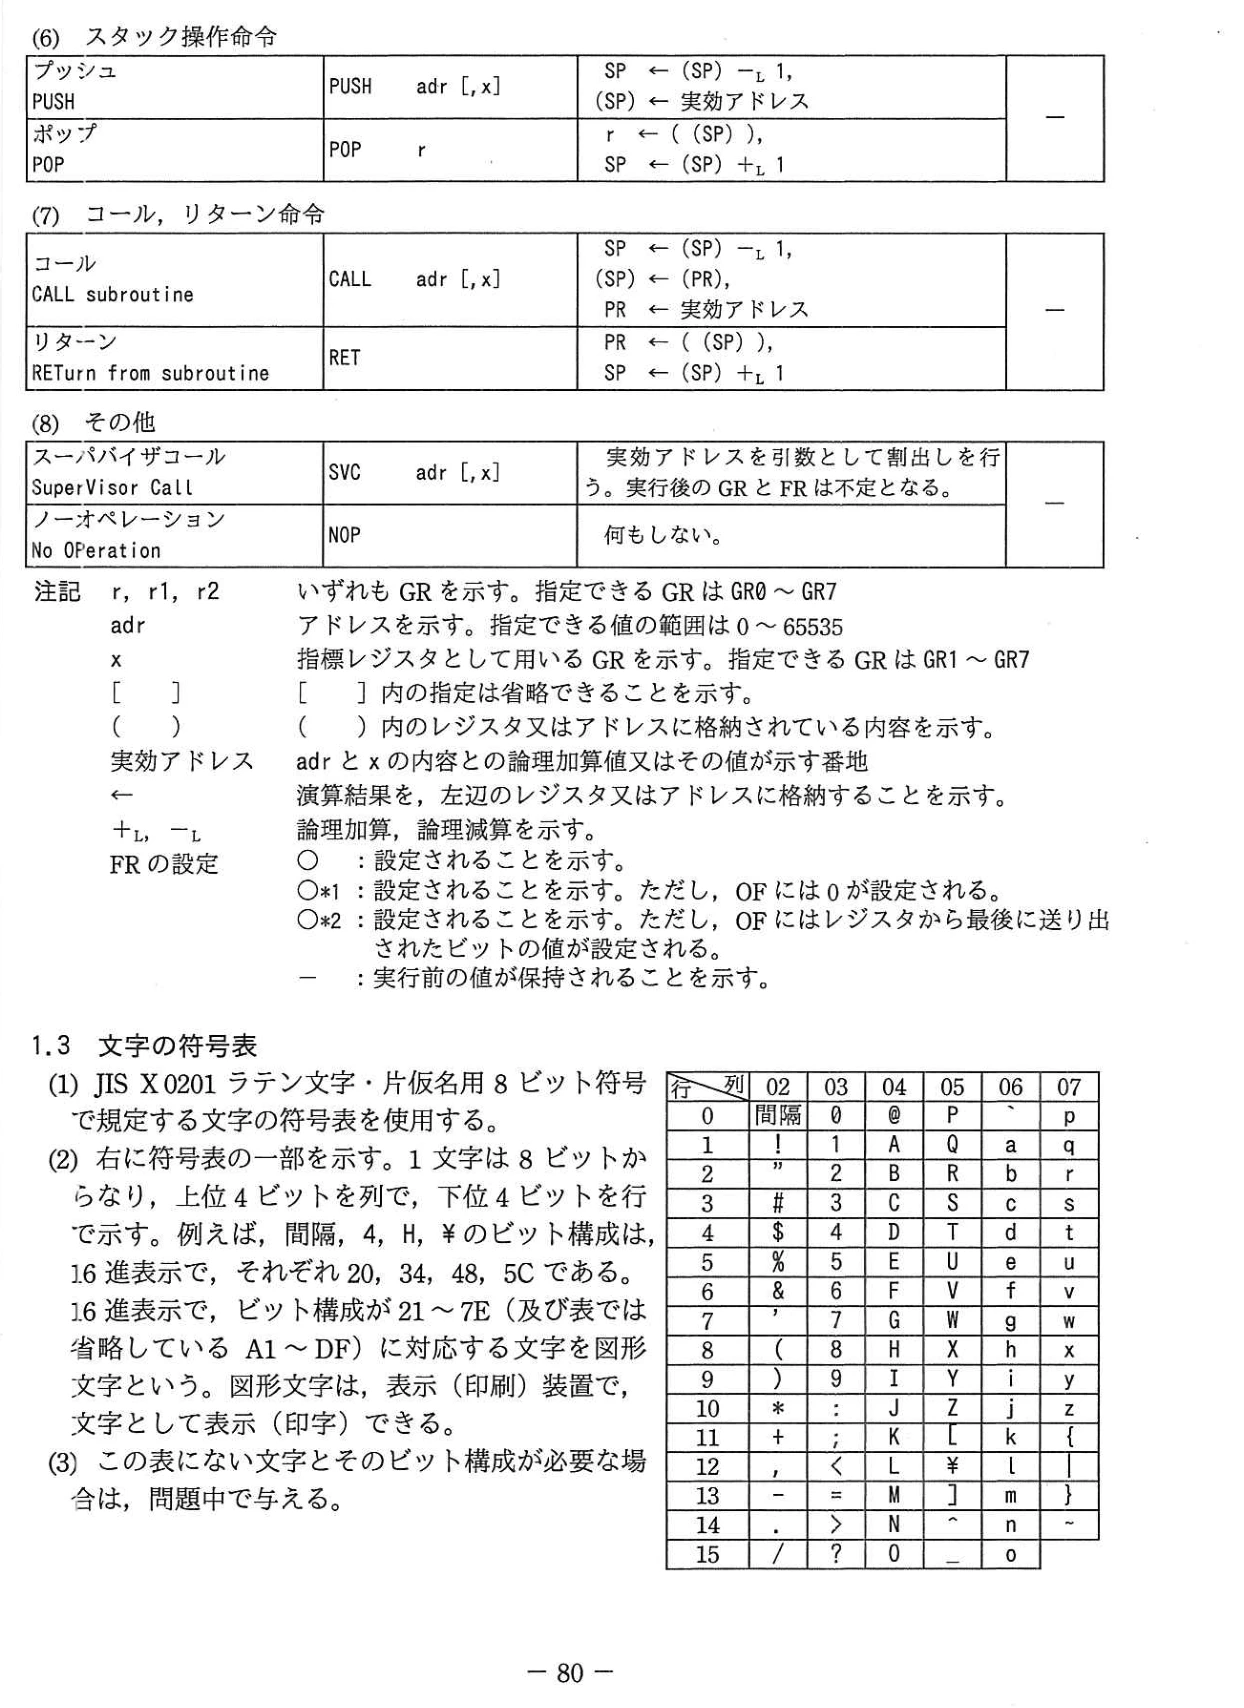 (6) スタック操作命令
プッシュ
PUSH
PUSH adr [,x]
SP ← (SP) −L 1,
(SP) ← 実効アドレス
—
ポップ
POP
POP r
r ← ( (SP) ),
SP ← (SP) +L 1
(7) コール，リターン命令
コール
CALL subroutine
CALL adr [,x]
SP ← (SP) −L 1,
(SP) ← (PR),
PR ← 実効アドレス
—
リターン
RETurn from subroutine
RET
PR ← ( (SP) ),
SP ← (SP) +L 1
(8) その他
スーパバイザコール
SuperVisor Call
SVC adr [,x]
実効アドレスを引数として割出しを行
う。実行後の GR と FR は不定となる。
—
ノーオペレーション
No OPeration
NOP
何もしない。
注記 r, r1, r2 いずれも GR を示す。指定できる GR は GR0 ～ GR7
adr アドレスを示す。指定できる値の範囲は 0 ～ 65535
x 指標レジスタとして用いる GR を示す。指定できる GR は GR1 ～ GR7
[ ] [ ] 内の指定は省略できることを示す。
( ) ( ) 内のレジスタ又はアドレスに格納されている内容を示す。
実効アドレス adr と x の内容との論理加算値又はその値が示す番地
← 演算結果を，左辺のレジスタ又はアドレスに格納することを示す。
+L, −L 論理加算，論理減算を示す。
FR の設定 ○ ：設定されることを示す。
○*1 ：設定されることを示す。ただし，OF には 0 が設定される。
○*2 ：設定されることを示す。ただし，OF にはレジスタから最後に送り出
されたビットの値が設定される。
— ：実行前の値が保持されることを示す。
1.3 文字の符号表
(1) JIS X 0201 ラテン文字・片仮名用 8 ビット符号
で規定する文字の符号表を使用する。
(2) 右に符号表の一部を示す。1 文字は 8 ビットか
らなり，上位 4 ビットを列で，下位 4 ビットを行
で示す。例えば，間隔，4，H，¥ のビット構成は，
16 進表示で，それぞれ 20，34，48，5C である。
16 進表示で，ビット構成が 21 ～ 7E（及び表では
省略している A1 ～ DF）に対応する文字を図形
文字という。図形文字は，表示（印刷）装置で，
文字として表示（印字）できる。
(3) この表にない文字とそのビット構成が必要な場
合は，問題中で与える。
行 列 02 03 04 05 06 07
0 間隔 0 @ P ` p
1 ! 1 A Q a q
2 ” 2 B R b r
3 # 3 C S c s
4 $ 4 D T d t
5 % 5 E U e u
6 & 6 F V f v
7 ’ 7 G W g w
8 ( 8 H X h x
9 ) 9 I Y i y
10 * : J Z j z
11 + ; K [ k {
12 , < L ¥ l |
13 - = M ] m }
14 . > N ^ n ~
15 / ? O _ o
— 80 —